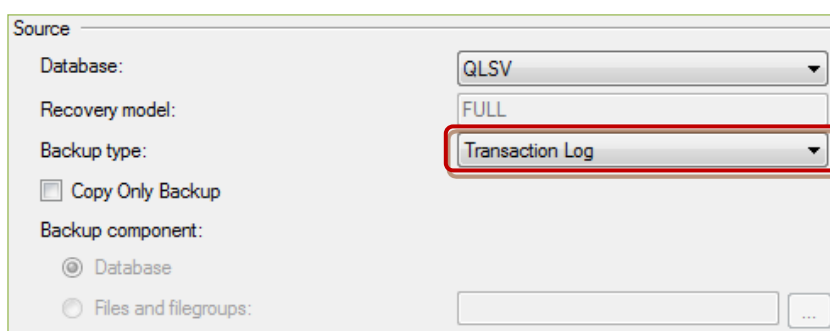 Source
Database: QLSV
Recovery model: FULL
Backup type: Transaction Log
Copy Only Backup
Backup component:
Database
Files and filegroups: ...